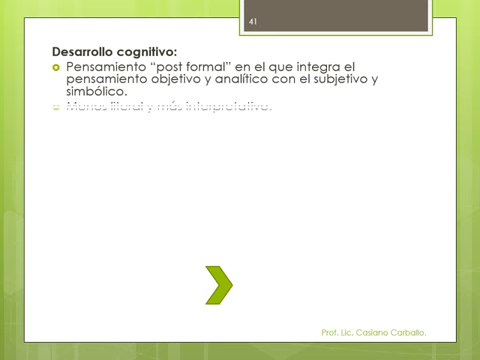 41
Desarrollo cognitivo:
Pensamiento “post formal” en el que integra el
pensamiento objetivo y analítico con el subjetivo y
simbólico.
Menos literal y más interpretativo.
Prof. Lic. Casiano Carballo.